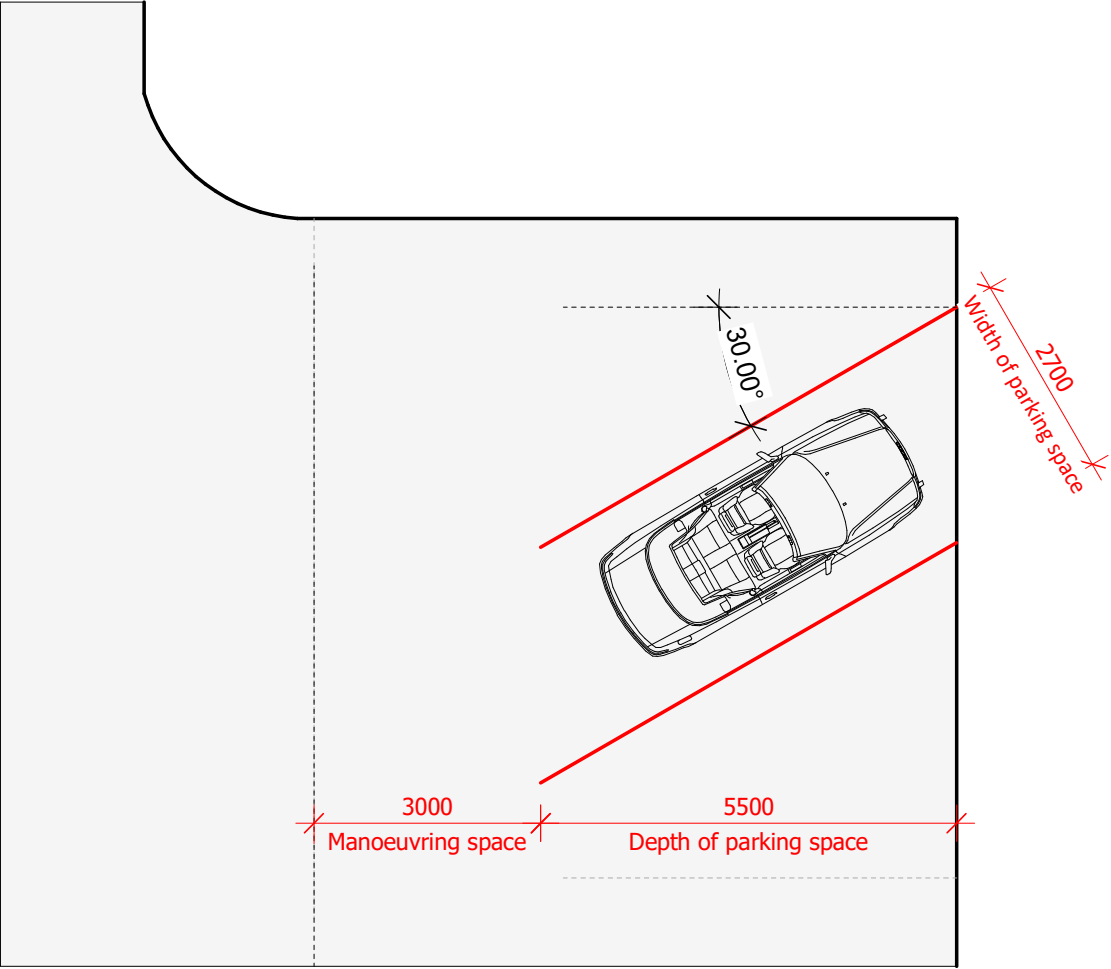 30.00°
2700
Width of parking space
3000
5500
Manoeuvring space
Depth of parking space